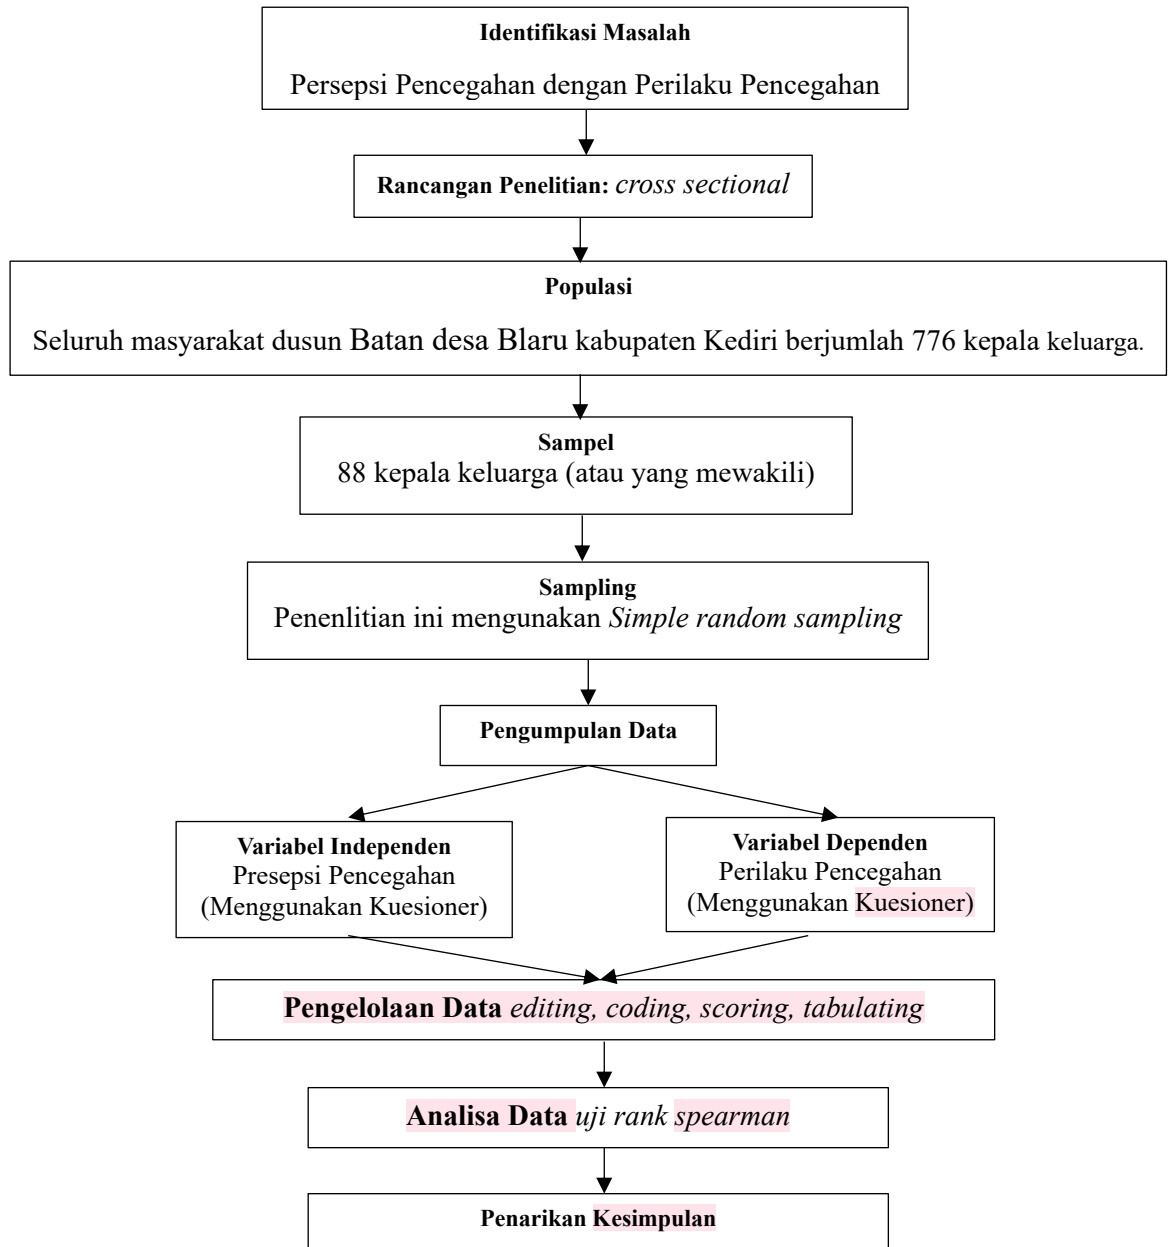 Identifikasi Masalah
Persepsi Pencegahan dengan Perilaku Pencegahan
Rancangan Penelitian: cross sectional
Populasi
Seluruh masyarakat dusun Batan desa Blaru kabupaten Kediri berjumlah 776 kepala keluarga.
Sampel
88 kepala keluarga (atau yang mewakili)
Sampling
Penenlitian ini mengunakan Simple random sampling
Pengumpulan Data
Variabel Independen
Presepsi Pencegahan
(Menggunakan Kuesioner)
Variabel Dependen
Perilaku Pencegahan
(Menggunakan Kuesioner)
Pengelolaan Data editing, coding, scoring, tabulating
Analisa Data uji rank spearman
Penarikan Kesimpulan